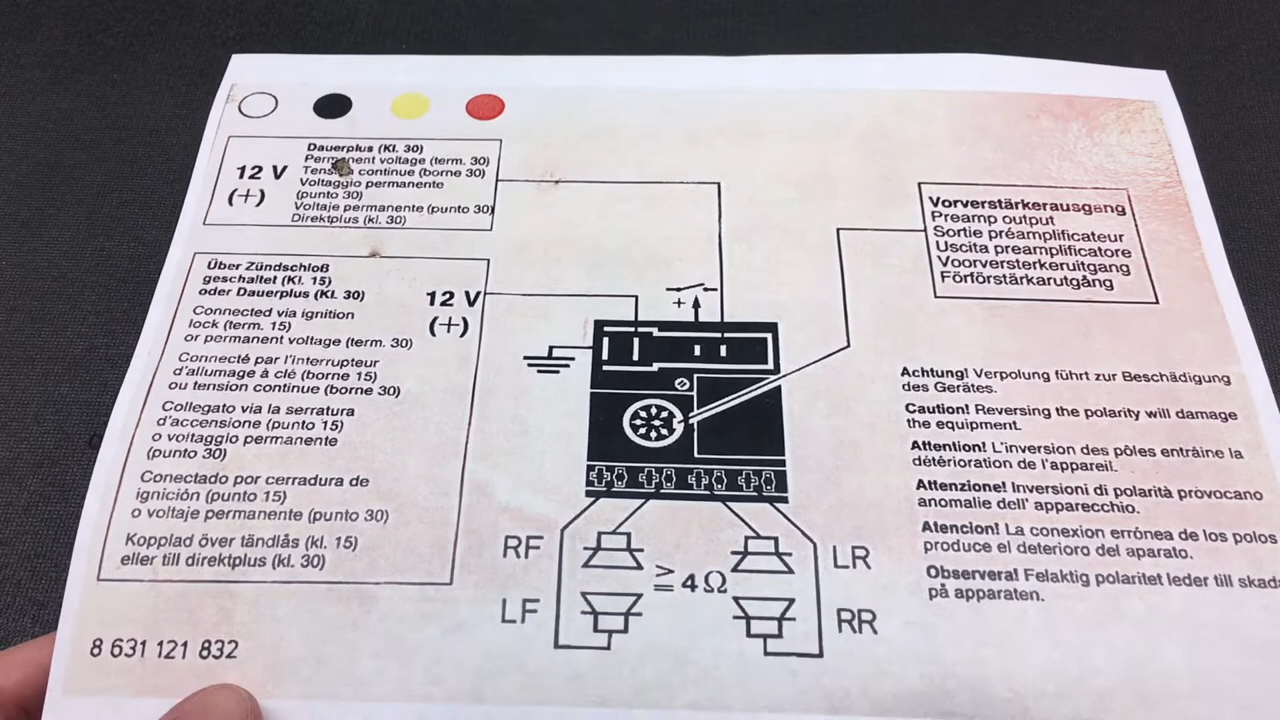 12 V
(+)
Dauerplus (Kl. 30)
Permanent voltage (term. 30)
Tension continue (borne 30)
Voltaggio permanente
(punto 30)
Voltaje permanente (punto 30)
Direktplus (kl. 30)
Über Zündschloß
geschaltet (Kl. 15)
oder Dauerplus (Kl. 30)
12 V
(+)
Connected via ignition
lock (term. 15)
or permanent voltage (term. 30)
Connecté par l'interrupteur
d'allumage à clé (borne 15)
ou tension continue (borne 30)
Collegato via la serratura
d'accensione (punto 15)
o voltaggio permanente
(punto 30)
Conectado por cerradura de
ignición (punto 15)
o voltaje permanente (punto 30)
Kopplad över tändlås (kl. 15)
eller till direktplus (kl. 30)
8 631 121 832
+
RF
LF
≧ 4 Ω
LR
RR
Vorverstärkerausgang
Preamp output
Sortie préamplificateur
Uscita preamplificatore
Voorversterkeruitgang
Förförstärkarutgång
Achtung! Verpolung führt zur Beschädigung
des Gerätes.
Caution! Reversing the polarity will damage
the equipment.
Attention! L'inversion des pôles entràine la
détérioration de l'appareil.
Attenzione! Inversioni di polarità provocano
anomalie dell' apparecchio.
Atencion! La conexion errónea de los polos
produce el deterioro del aparato.
Observera! Felaktig polaritet leder till skad
på apparaten.